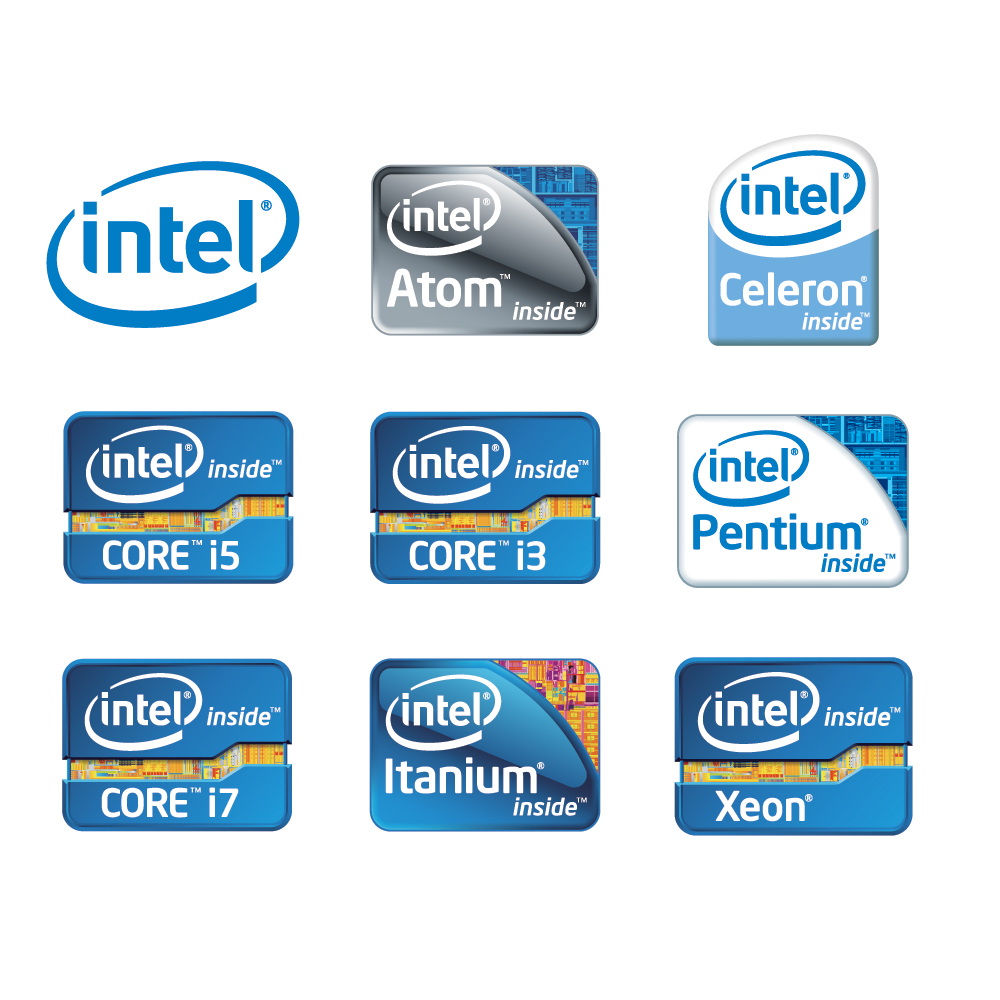 intel®
intel®
Atom™
inside™
intel®
Celeron®
inside™
intel® inside™
CORE™ i5
intel® inside™
CORE™ i3
intel®
Pentium®
inside™
intel® inside™
CORE™ i7
intel®
Itanium®
inside™
intel® inside™
Xeon®